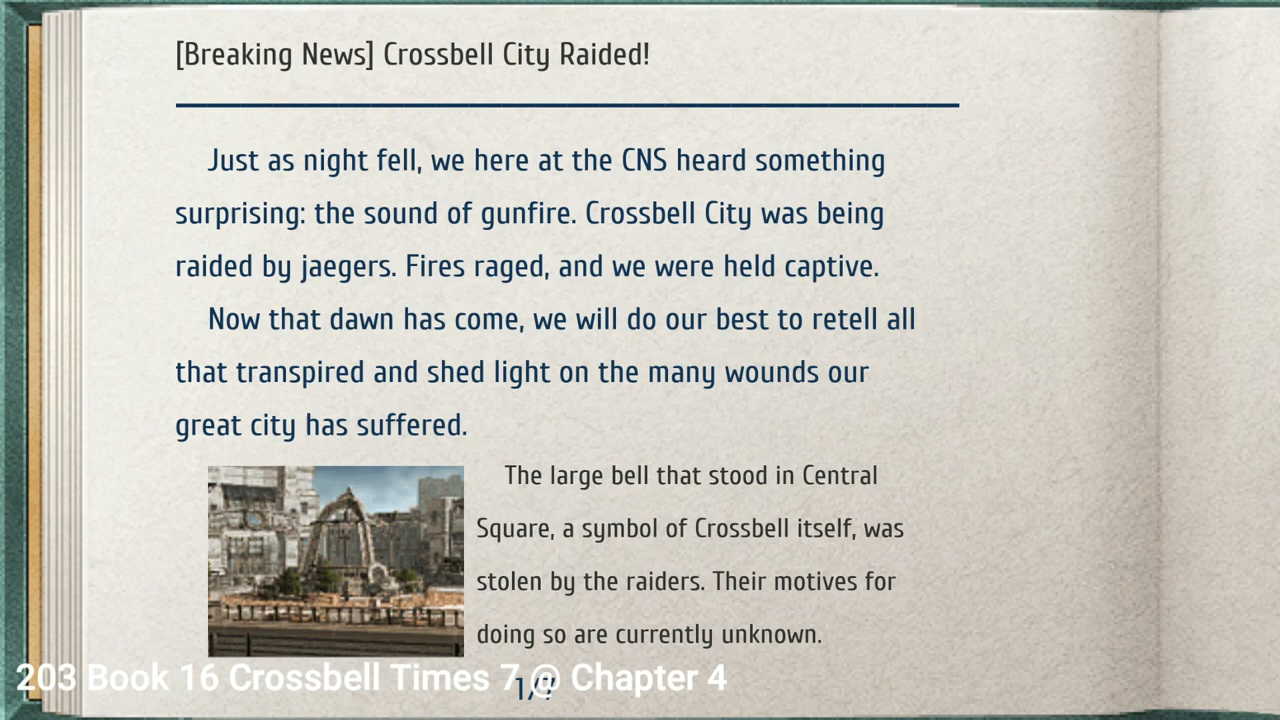 [Breaking News] Crossbell City Raided!
Just as night fell, we here at the CNS heard something
surprising: the sound of gunfire. Crossbell City was being
raided by jaegers. Fires raged, and we were held captive.
Now that dawn has come, we will do our best to retell all
that transpired and shed light on the many wounds our
great city has suffered.
The large bell that stood in Central
Square, a symbol of Crossbell itself, was
stolen by the raiders. Their motives for
doing so are currently unknown.
203 Book 16 Crossbell Times 7 @ Chapter 4
1/7